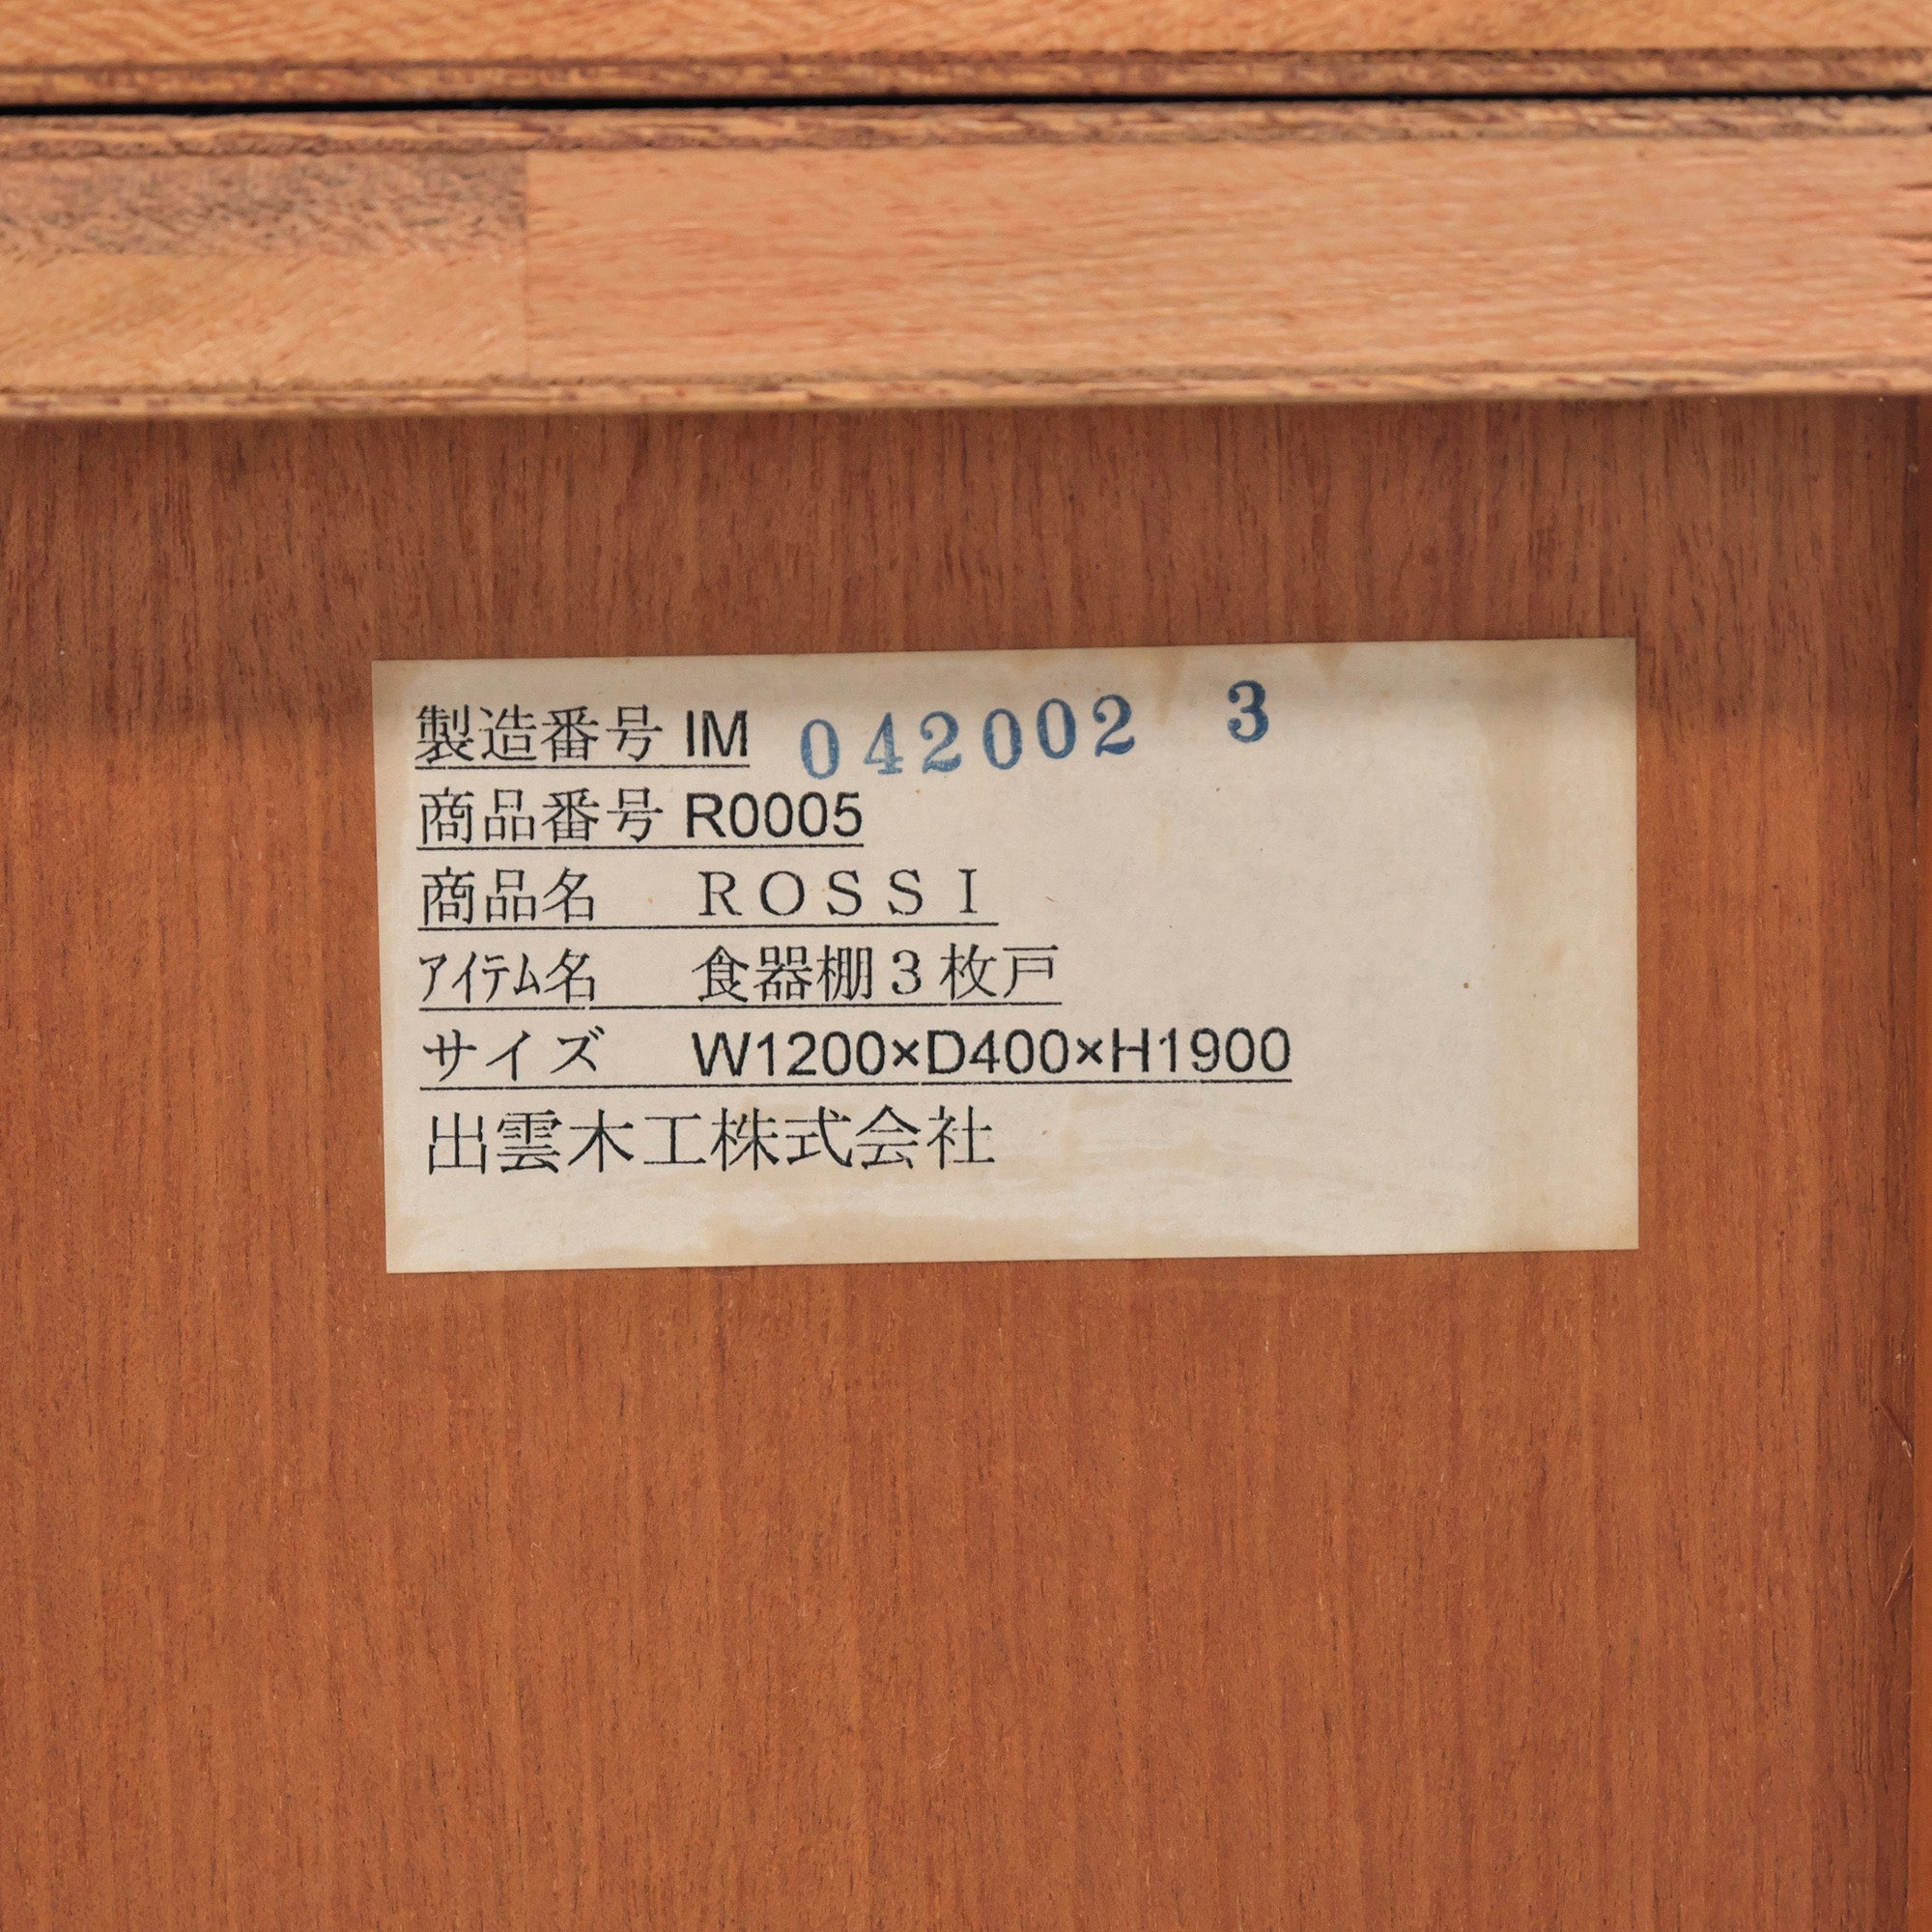 製造番号 IM 042002 3
商品番号 R0005
商品名 ROSSI
ｱｲﾃﾑ名 食器棚3枚戸
サイズ W1200×D400×H1900
出雲木工株式会社